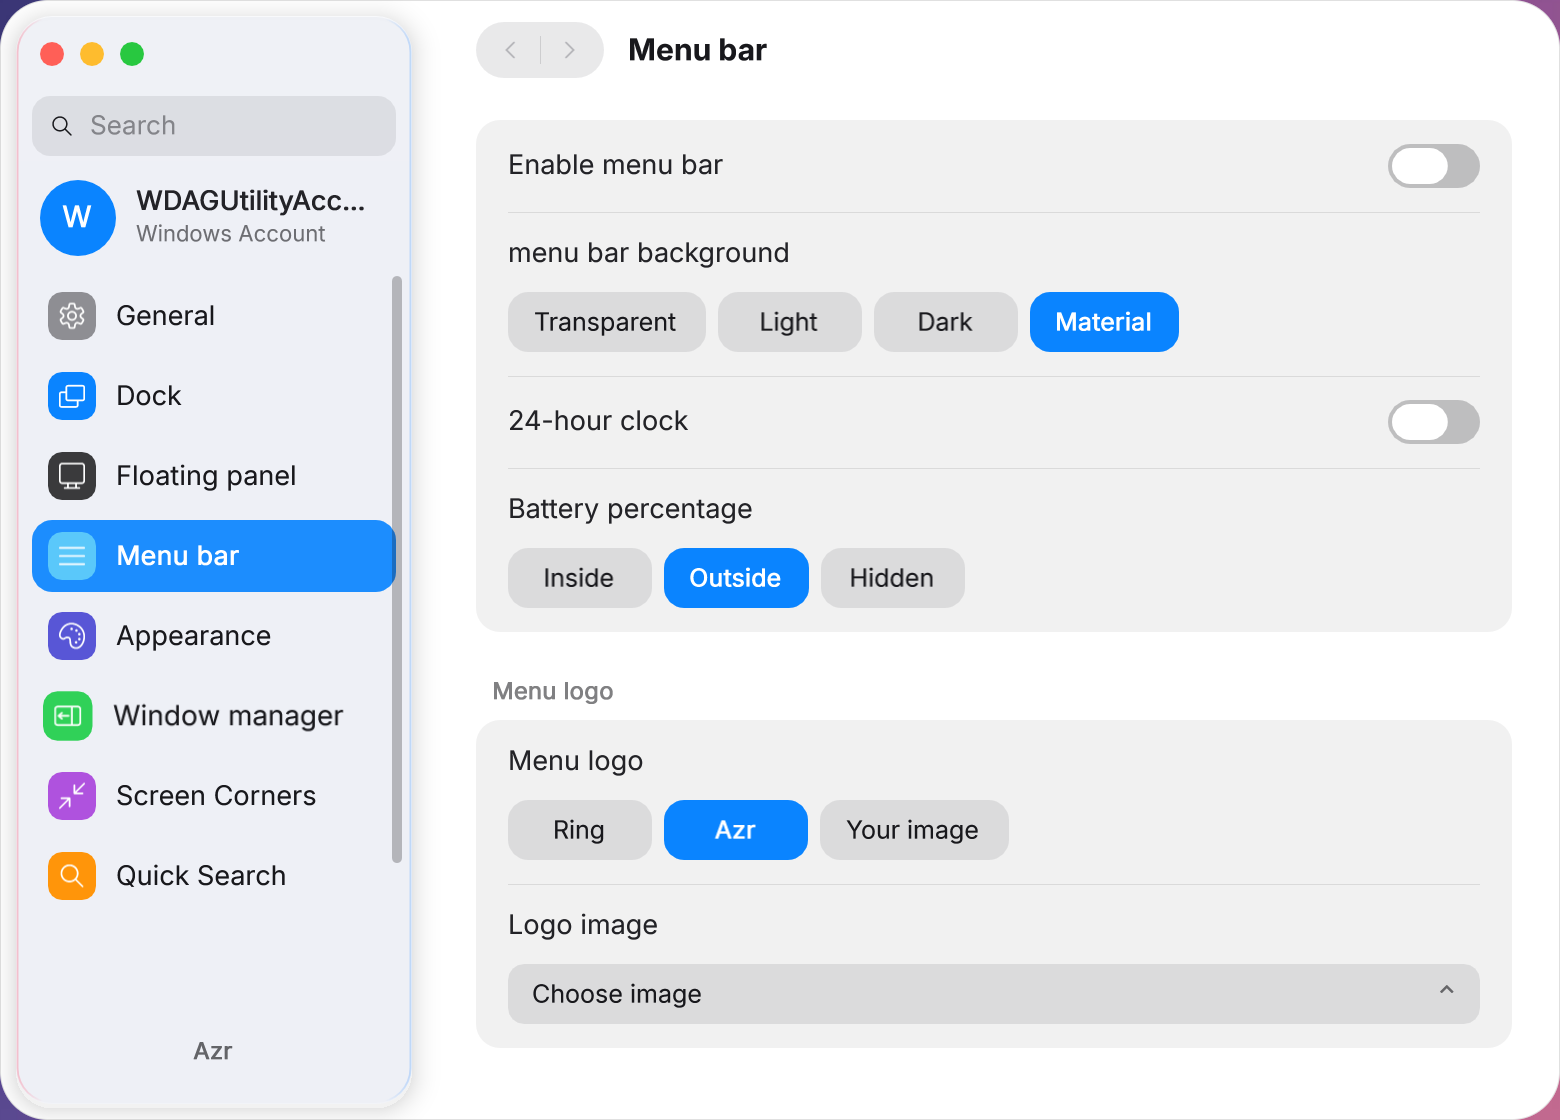 Search
W
WDAGUtilityAcc...
Windows Account
General
Dock
Floating panel
Menu bar
Appearance
Window manager
Screen Corners
Quick Search
Azr
Menu bar
Enable menu bar
menu bar background
Transparent Light Dark Material
24-hour clock
Battery percentage
Inside Outside Hidden
Menu logo
Menu logo
Ring Azr Your image
Logo image
Choose image